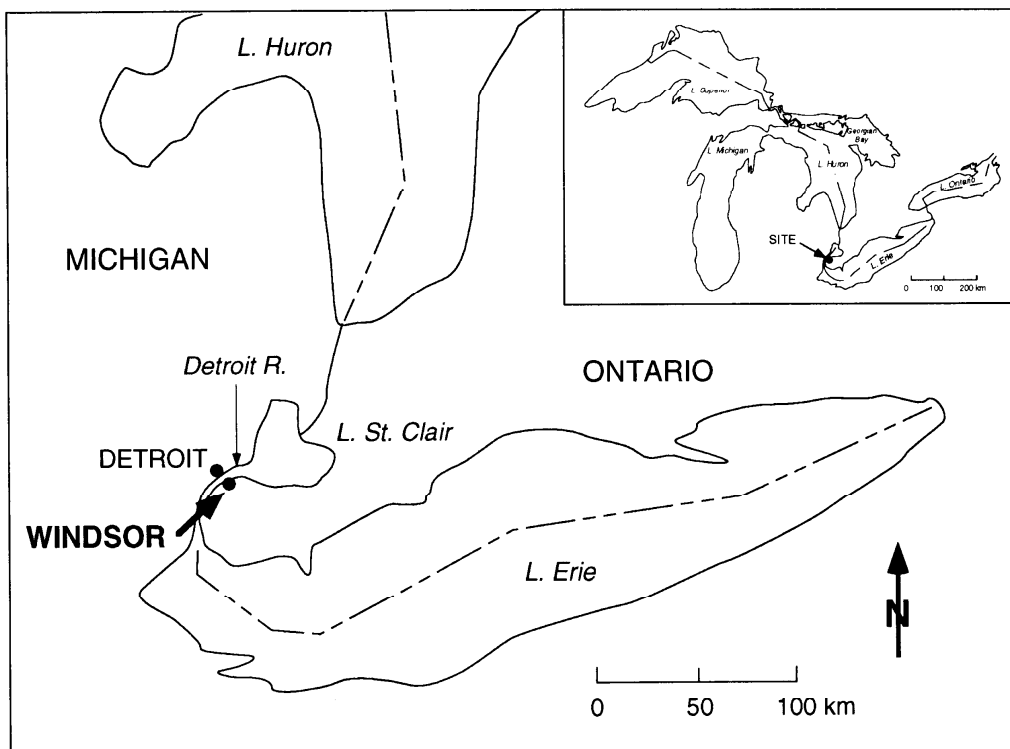 L. Huron
MICHIGAN
Detroit R.
ONTARIO
L. St. Clair
DETROIT
WINDSOR
L. Erie
N
0 50 100 km
L. Superior
Georgian
Bay
L. Michigan
L. Huron
L. Ontario
SITE
L. Erie
0 100 200 km